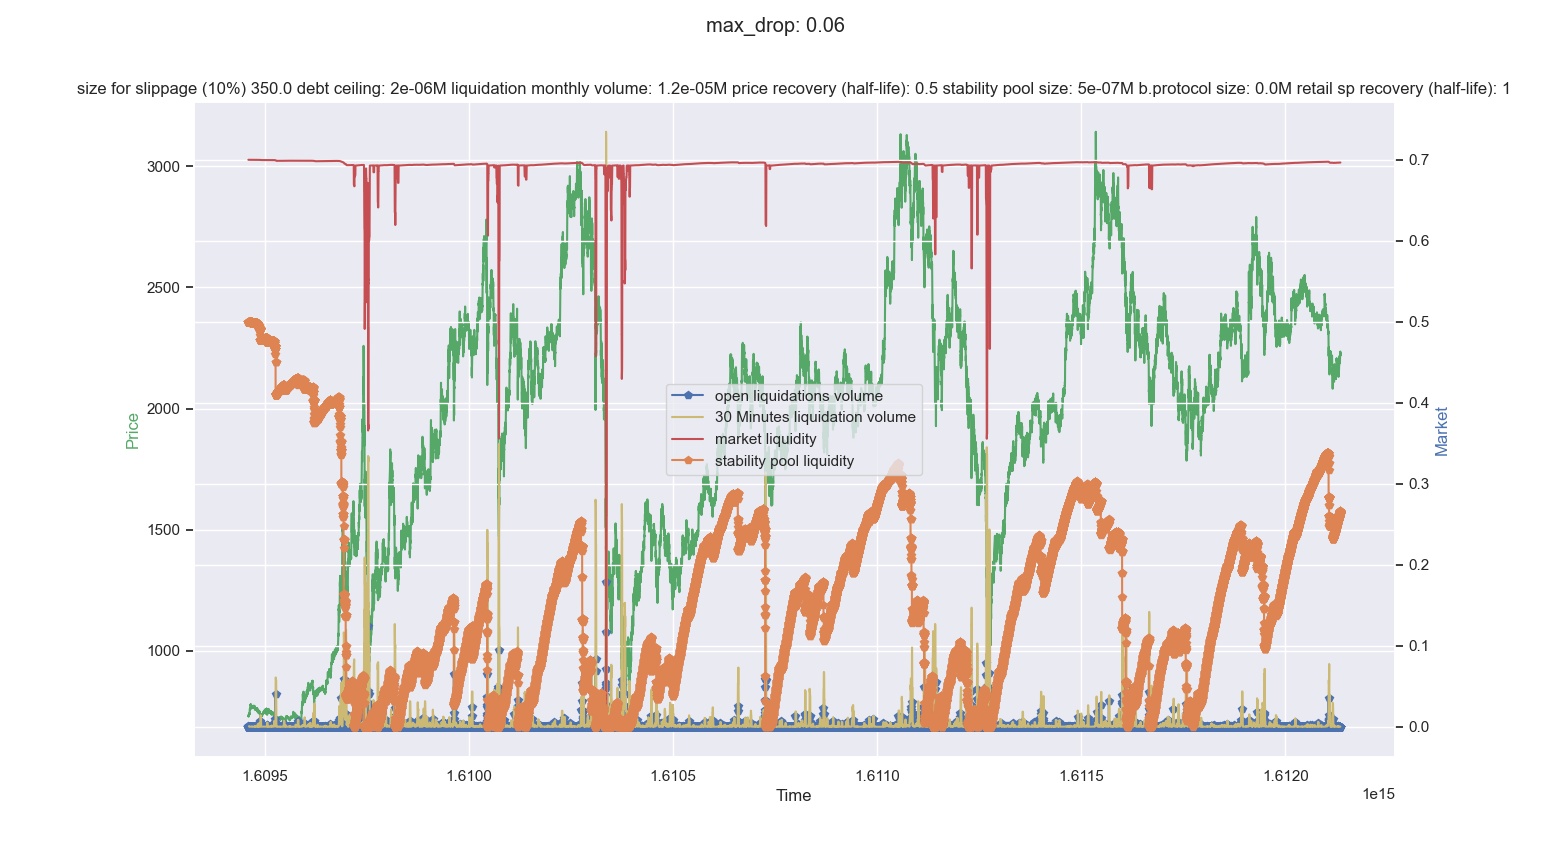 max_drop: 0.06
size for slippage (10%) 350.0 debt ceiling: 2e-06M liquidation monthly volume: 1.2e-05M price recovery (half-life): 0.5 stability pool size: 5e-07M b.protocol size: 0.0M retail sp recovery (half-life): 1
3000
2500
2000
1500
1000
Price
open liquidations volume
30 Minutes liquidation volume
market liquidity
stability pool liquidity
0.7
0.6
0.5
0.4
0.3
0.2
0.1
0.0
Market
1.6095 1.6100 1.6105 1.6110 1.6115 1.6120
1e15
Time